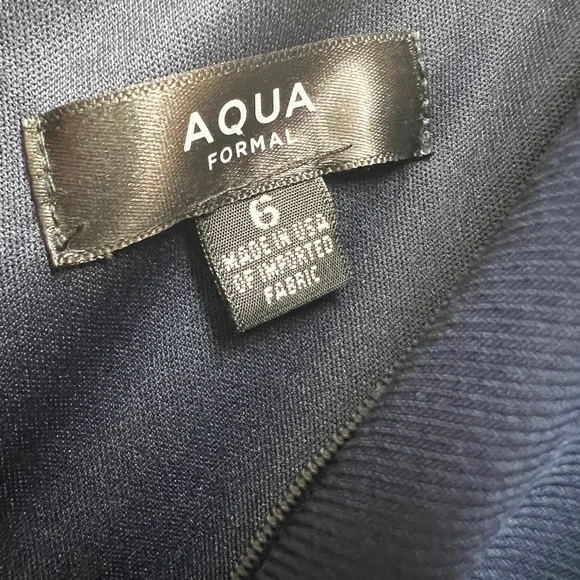 AQUA
FORMAL
6
MADE IN USA
OF IMPORTED
FABRIC